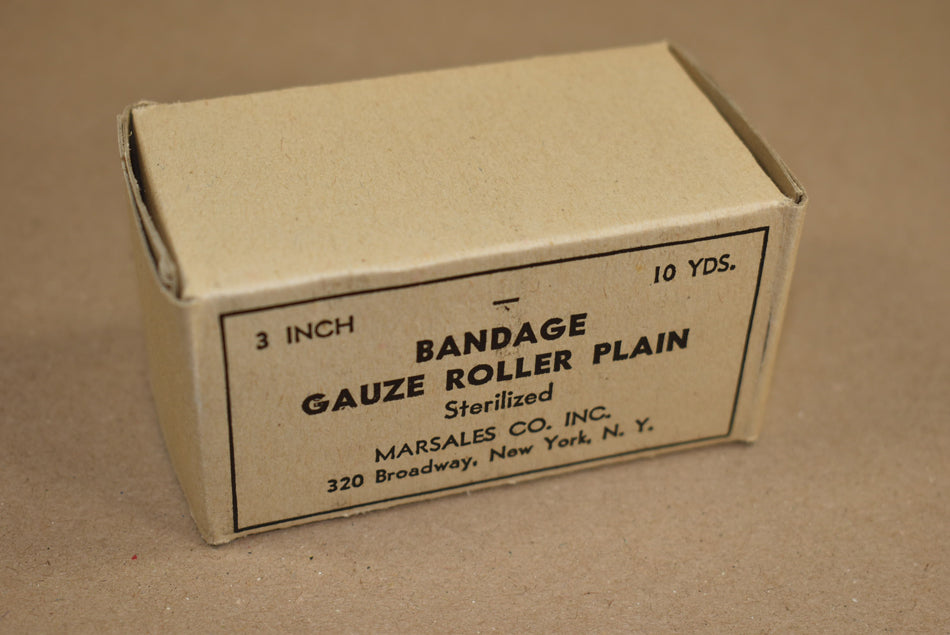 3 INCH 10 YDS.
BANDAGE
GAUZE ROLLER PLAIN
Sterilized
MARSALES CO. INC.
320 Broadway, New York, N. Y.